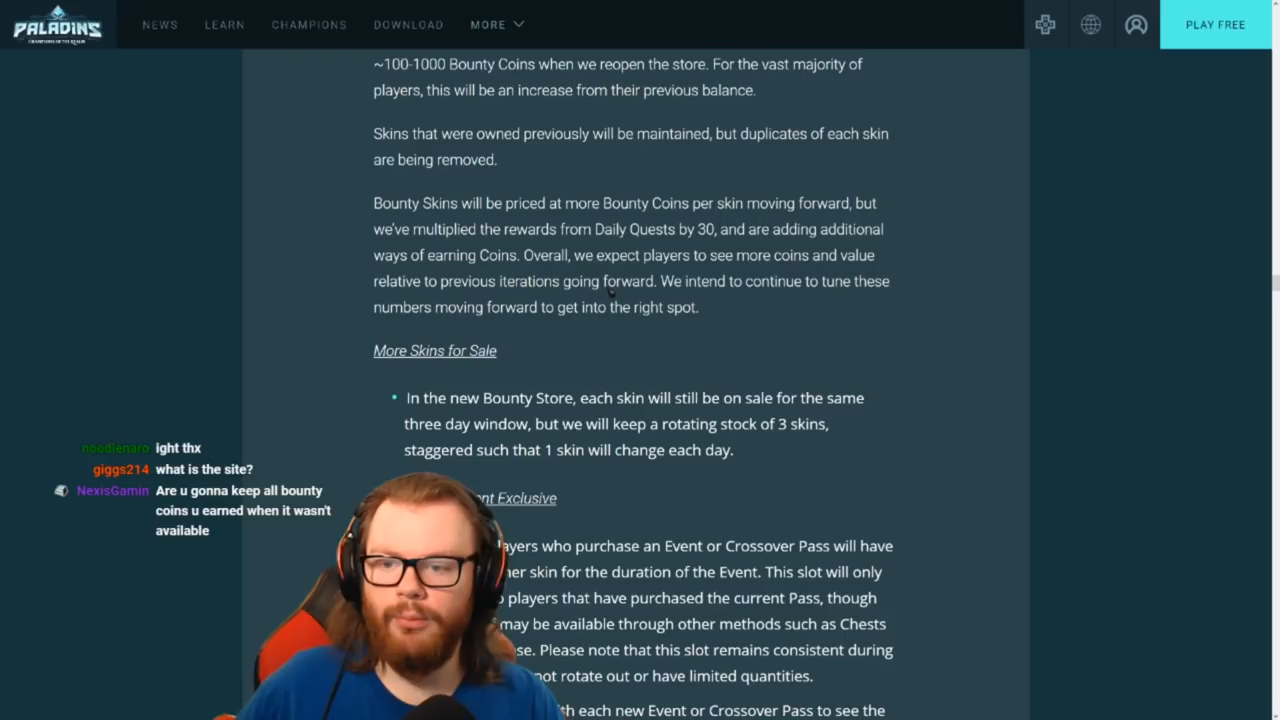 PALADINS
CHAMPIONS OF THE REALM
NEWS LEARN CHAMPIONS DOWNLOAD MORE
PLAY FREE
~100-1000 Bounty Coins when we reopen the store. For the vast majority of
players, this will be an increase from their previous balance.
Skins that were owned previously will be maintained, but duplicates of each skin
are being removed.
Bounty Skins will be priced at more Bounty Coins per skin moving forward, but
we've multiplied the rewards from Daily Quests by 30, and are adding additional
ways of earning Coins. Overall, we expect players to see more coins and value
relative to previous iterations going forward. We intend to continue to tune these
numbers moving forward to get into the right spot.
More Skins for Sale
• In the new Bounty Store, each skin will still be on sale for the same
three day window, but we will keep a rotating stock of 3 skins,
staggered such that 1 skin will change each day.
Exclusive
who purchase an Event or Crossover Pass will have
skin for the duration of the Event. This slot will only
players that have purchased the current Pass, though
may be available through other methods such as Chests
Please note that this slot remains consistent during
not rotate out or have limited quantities.
each new Event or Crossover Pass to see the
noodlenaro ight thx
giggs214 what is the site?
NexisGamin Are u gonna keep all bounty
coins u earned when it wasn't
available